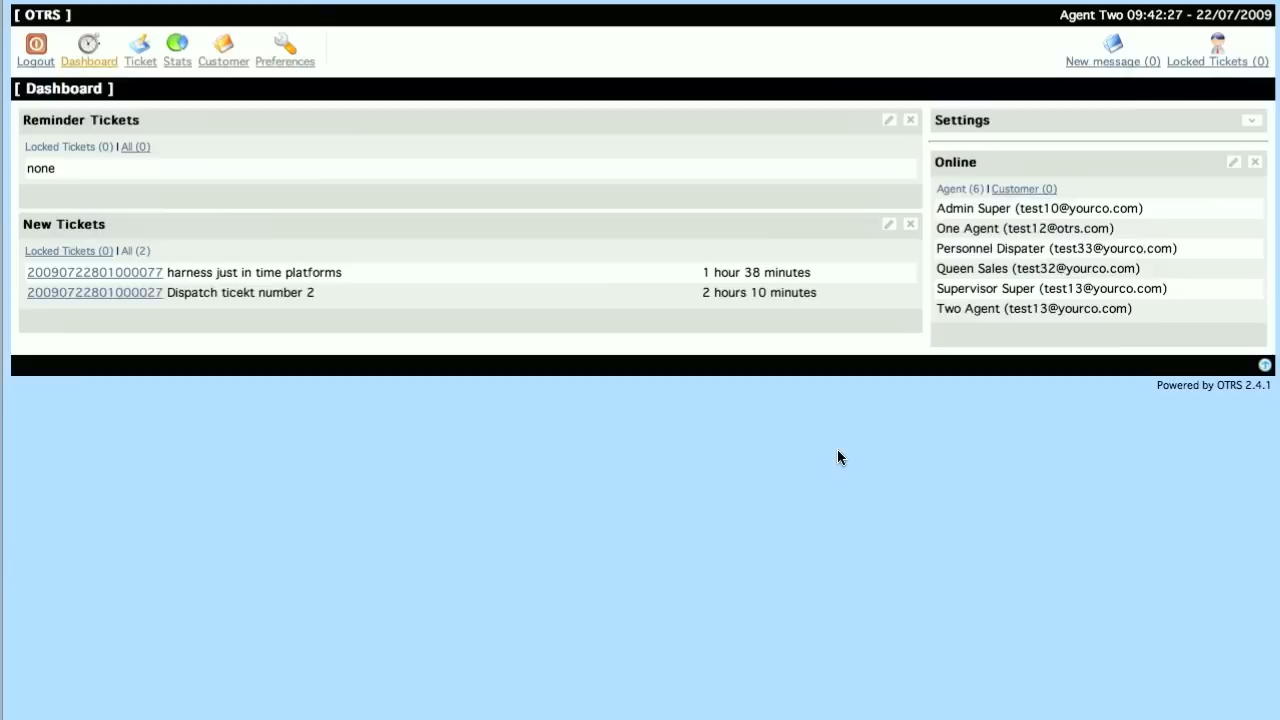 [ OTRS ]
Agent Two 09:42:27 - 22/07/2009
Logout Dashboard Ticket Stats Customer Preferences
New message (0) Locked Tickets (0)
[ Dashboard ]
Reminder Tickets
Locked Tickets (0) | All (0)
none
New Tickets
Locked Tickets (0) | All (2)
20090722801000077 harness just in time platforms 1 hour 38 minutes
20090722801000027 Dispatch ticekt number 2 2 hours 10 minutes
Settings
Online
Agent (6) | Customer (0)
Admin Super (test10@yourco.com)
One Agent (test12@otrs.com)
Personnel Dispater (test33@yourco.com)
Queen Sales (test32@yourco.com)
Supervisor Super (test13@yourco.com)
Two Agent (test13@yourco.com)
Powered by OTRS 2.4.1